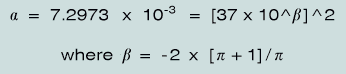 α = 7.2973 x 10⁻³ = [37 x 10^β]^2
where β = -2 x [π + 1]/π